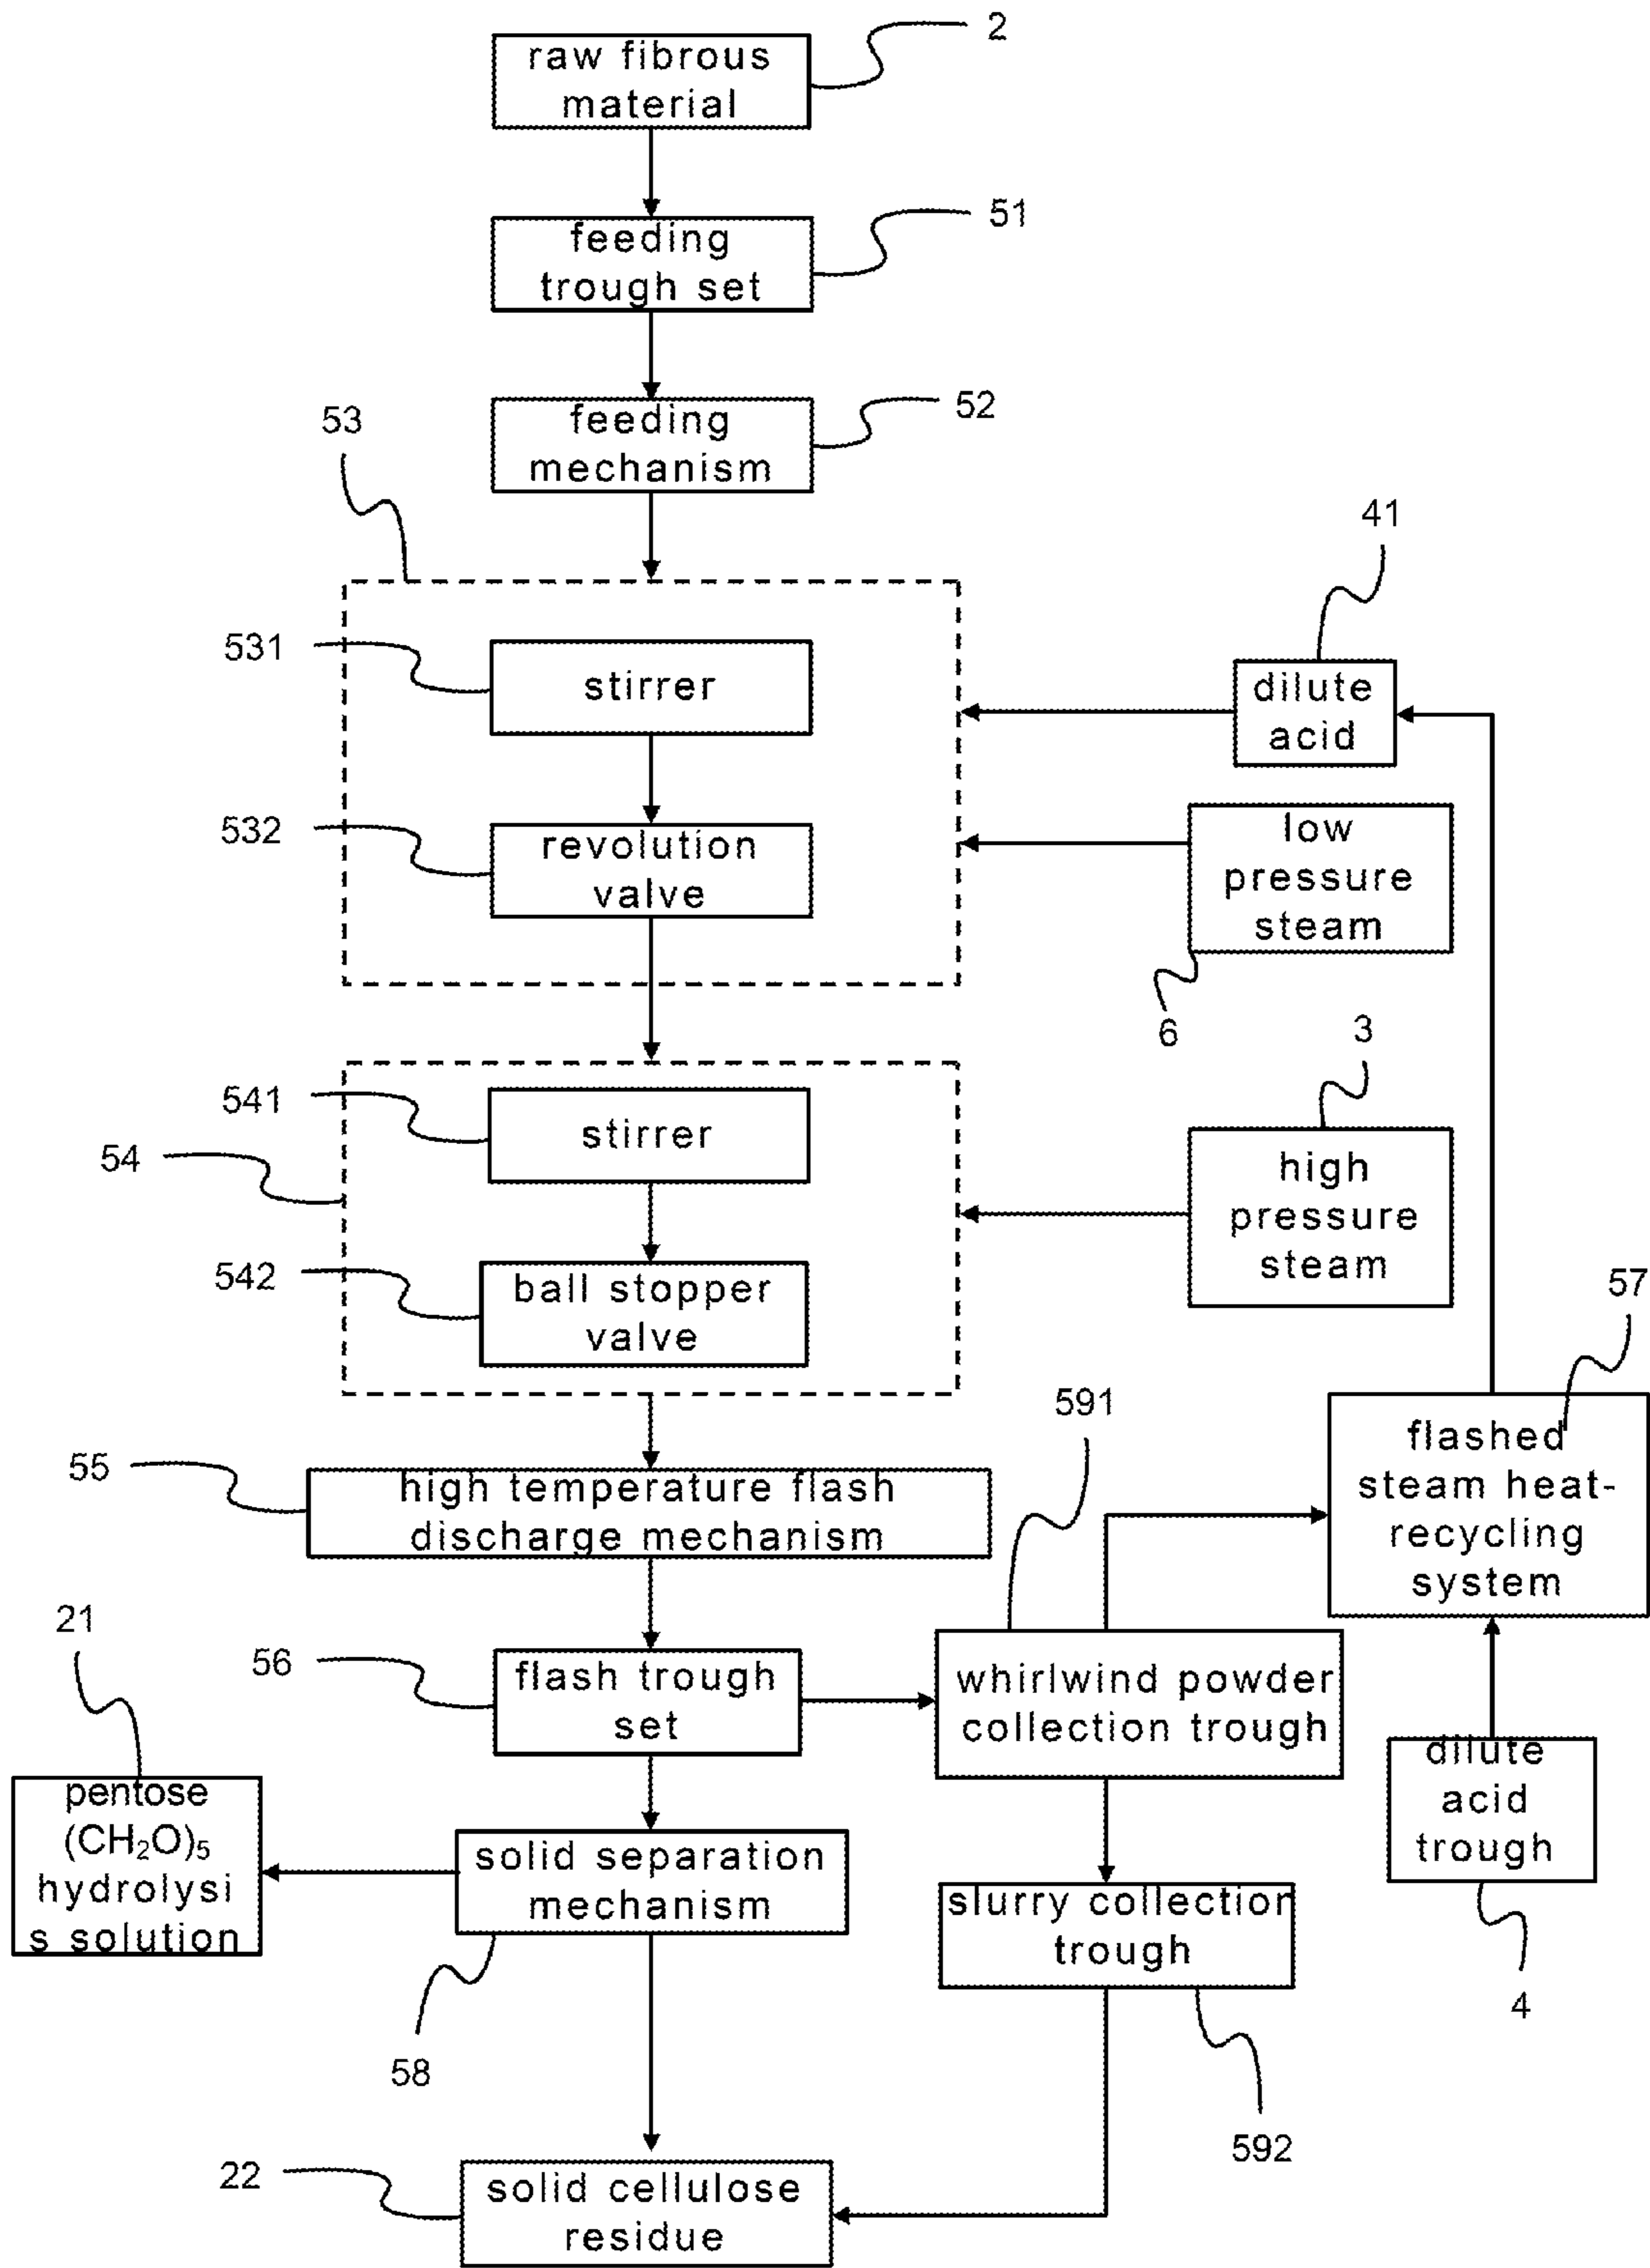 2
raw fibrous
material
51
feeding
trough set
52
feeding
mechanism
53
41
531
stirrer
dilute
acid
532
revolution
valve
low
pressure
steam
6
3
541
stirrer
54
high
pressure
steam
542
ball stopper
valve
57
591
flashed
steam heat-
recycling
system
55
high temperature flash
discharge mechanism
21
56
flash trough
set
whirlwind powder
collection trough
dilute
acid
trough
4
pentose
(CH₂O)₅
hydrolysi
s solution
solid separation
mechanism
58
slurry collection
trough
592
22
solid cellulose
residue